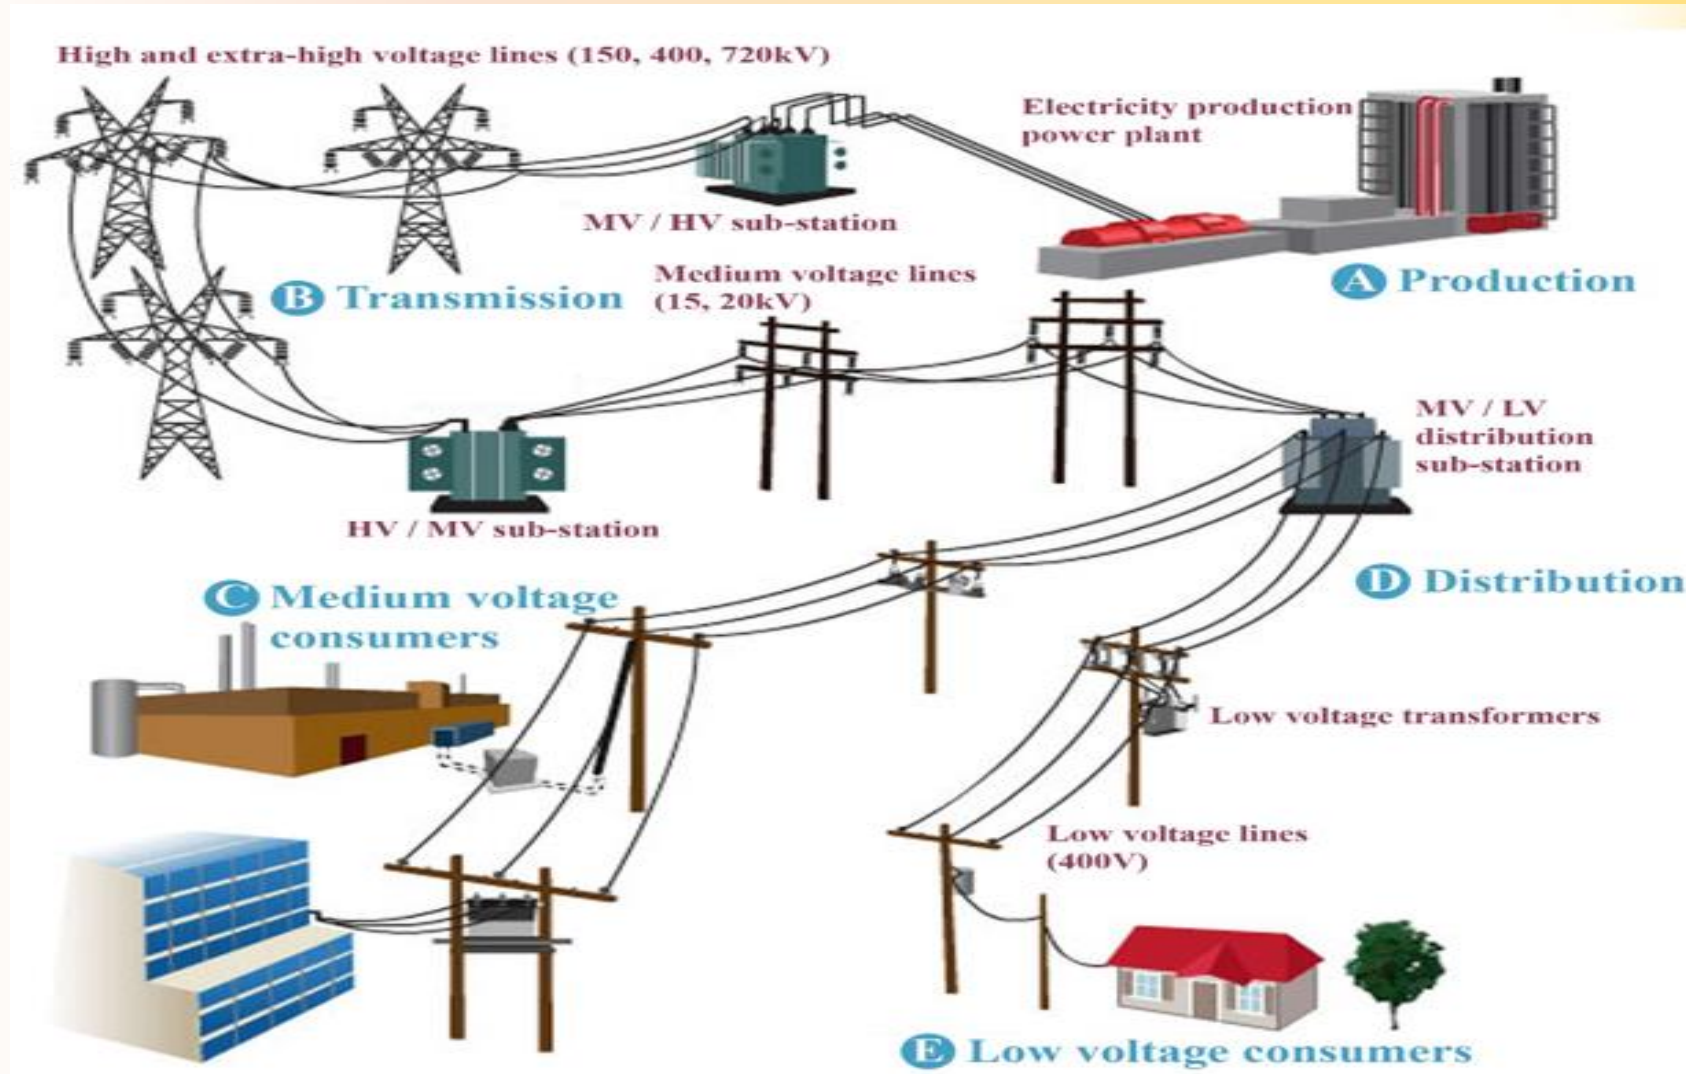 High and extra-high voltage lines (150, 400, 720kV)
Electricity production
power plant
MV / HV sub-station
A Production
B Transmission
Medium voltage lines
(15, 20kV)
MV / LV
distribution
sub-station
HV / MV sub-station
D Distribution
C Medium voltage
consumers
Low voltage transformers
Low voltage lines
(400V)
E Low voltage consumers